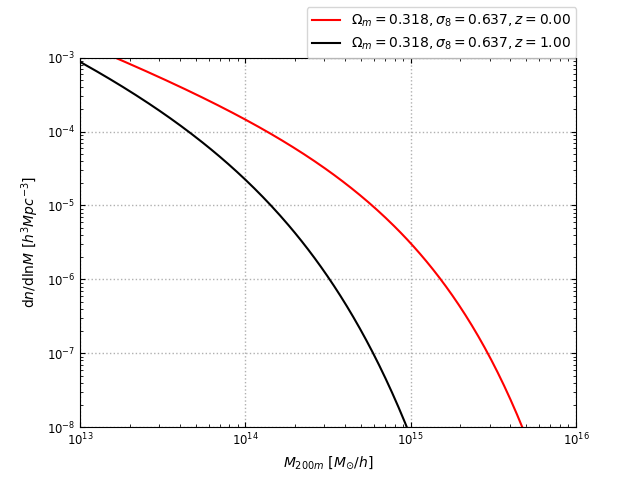 Ωm = 0.318, σ8 = 0.637, z = 0.00
Ωm = 0.318, σ8 = 0.637, z = 1.00
10⁻³
10⁻⁴
10⁻⁵
10⁻⁶
10⁻⁷
10⁻⁸
dn/dlnM [h³Mpc⁻³]
10¹³ 10¹⁴ 10¹⁵ 10¹⁶
M200m [M⊙/h]